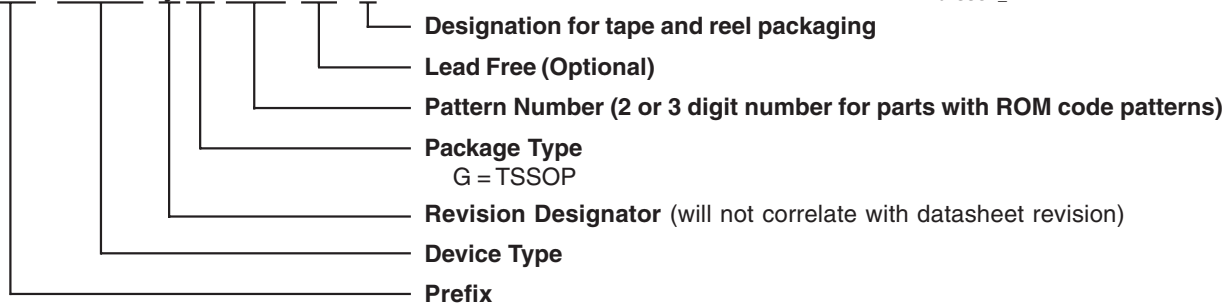 Designation for tape and reel packaging
Lead Free (Optional)
Pattern Number (2 or 3 digit number for parts with ROM code patterns)
Package Type
G = TSSOP
Revision Designator (will not correlate with datasheet revision)
Device Type
Prefix